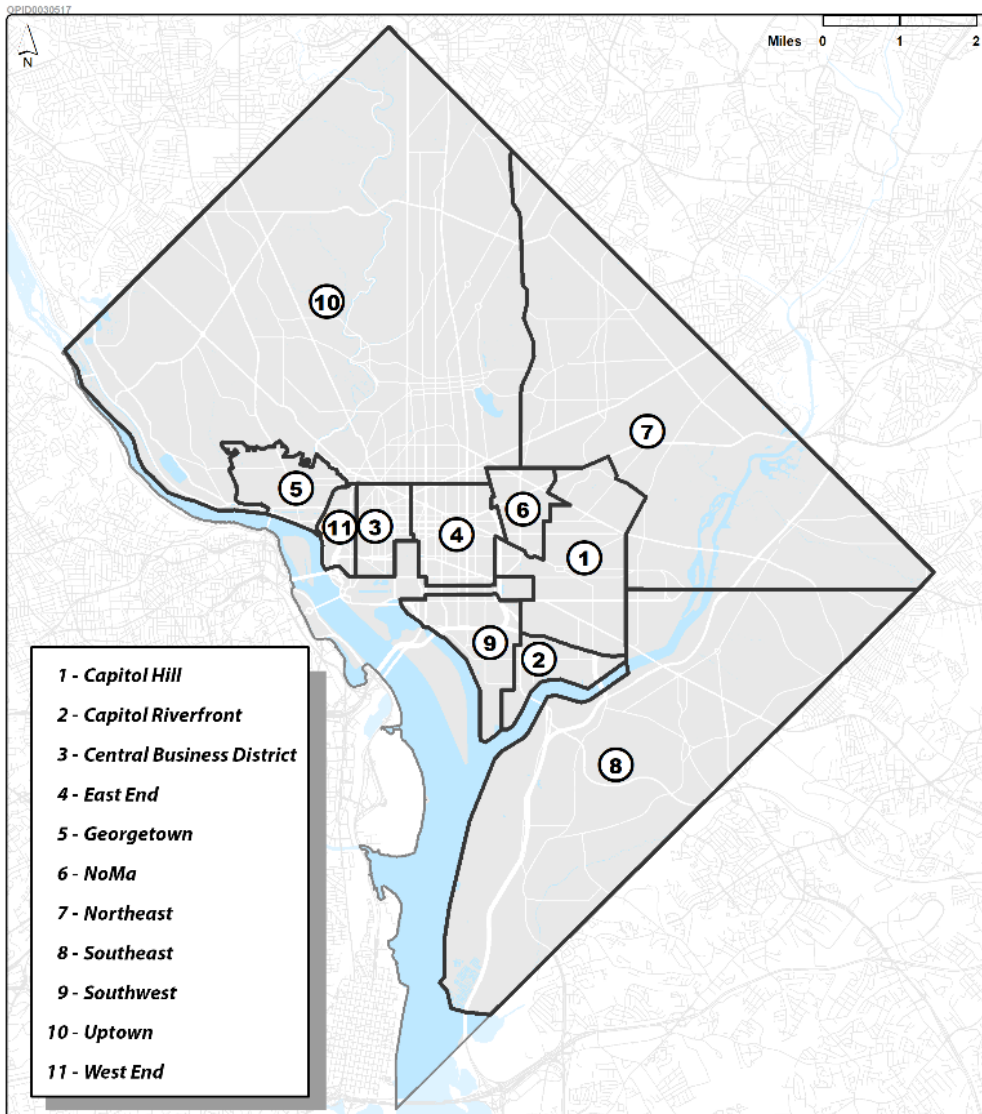 OPID0030517
Miles 0 1 2
N
10
7
5
6
11
3
4
1
9
2
8
1 - Capitol Hill
2 - Capitol Riverfront
3 - Central Business District
4 - East End
5 - Georgetown
6 - NoMa
7 - Northeast
8 - Southeast
9 - Southwest
10 - Uptown
11 - West End